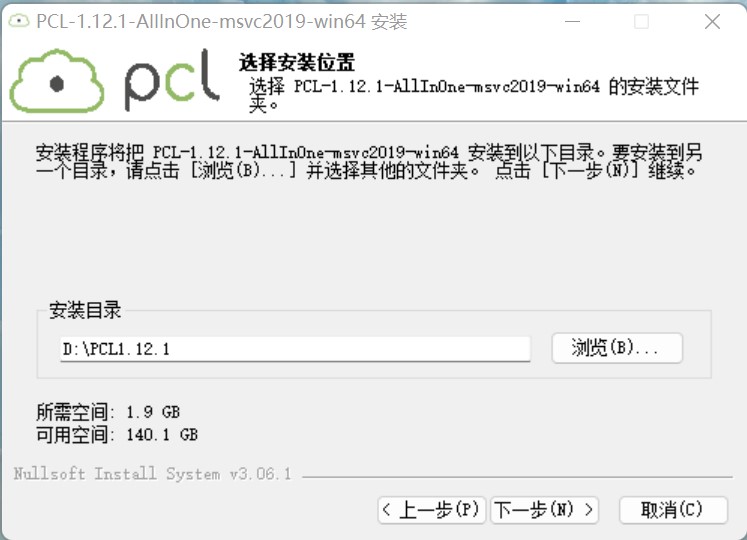 PCL-1.12.1-AllInOne-msvc2019-win64 安装
pcl
选择安装位置
选择 PCL-1.12.1-AllInOne-msvc2019-win64 的安装文件
夹。
安装程序将把 PCL-1.12.1-AllInOne-msvc2019-win64 安装到以下目录。要安装到另
一个目录，请点击 [浏览(B)...] 并选择其他的文件夹。 点击 [下一步(N)] 继续。
安装目录
D:\PCL1.12.1
浏览(B)...
所需空间: 1.9 GB
可用空间: 140.1 GB
Nullsoft Install System v3.06.1
< 上一步(P) 下一步(N) > 取消(C)